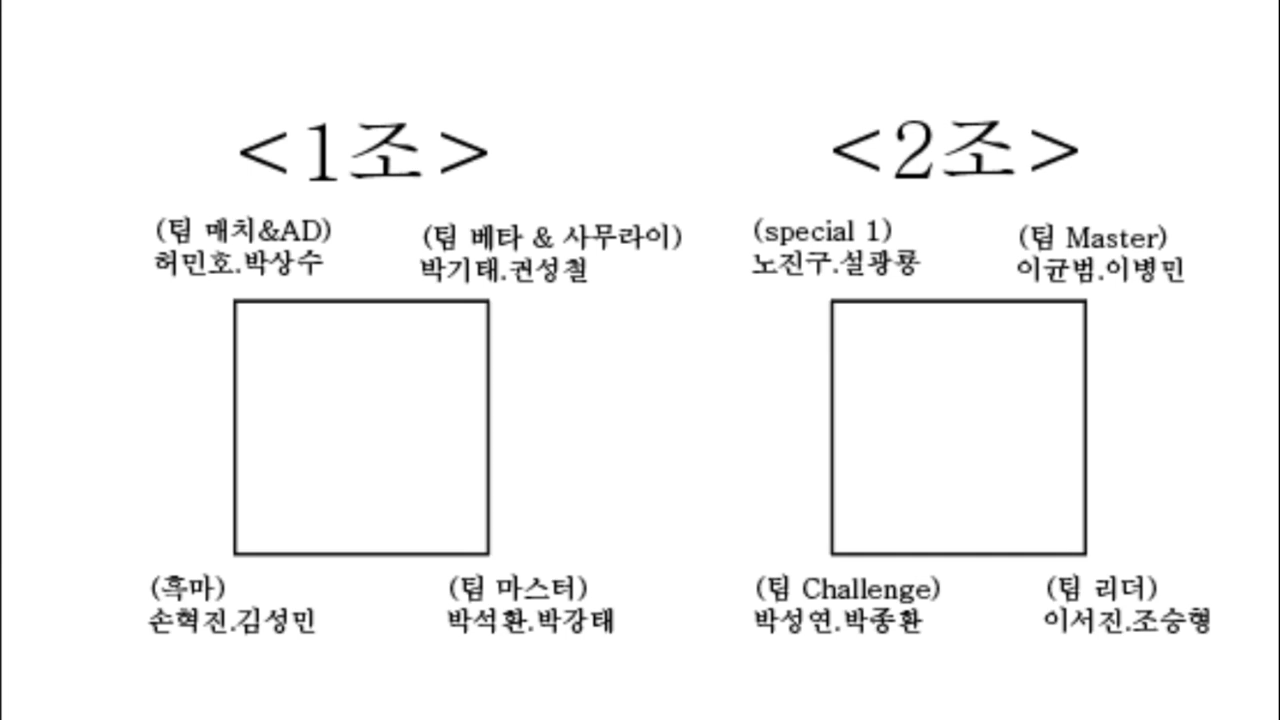 <1조>
<2조>
(팀 매치&AD)
허민호.박상수
(팀 베타 & 사무라이)
박기태.권성철
(special 1)
노진구.설광룡
(팀 Master)
이균범.이병민
(흑마)
손혁진.김성민
(팀 마스터)
박석환.박강태
(팀 Challenge)
박성연.박종환
(팀 리더)
이서진.조승형